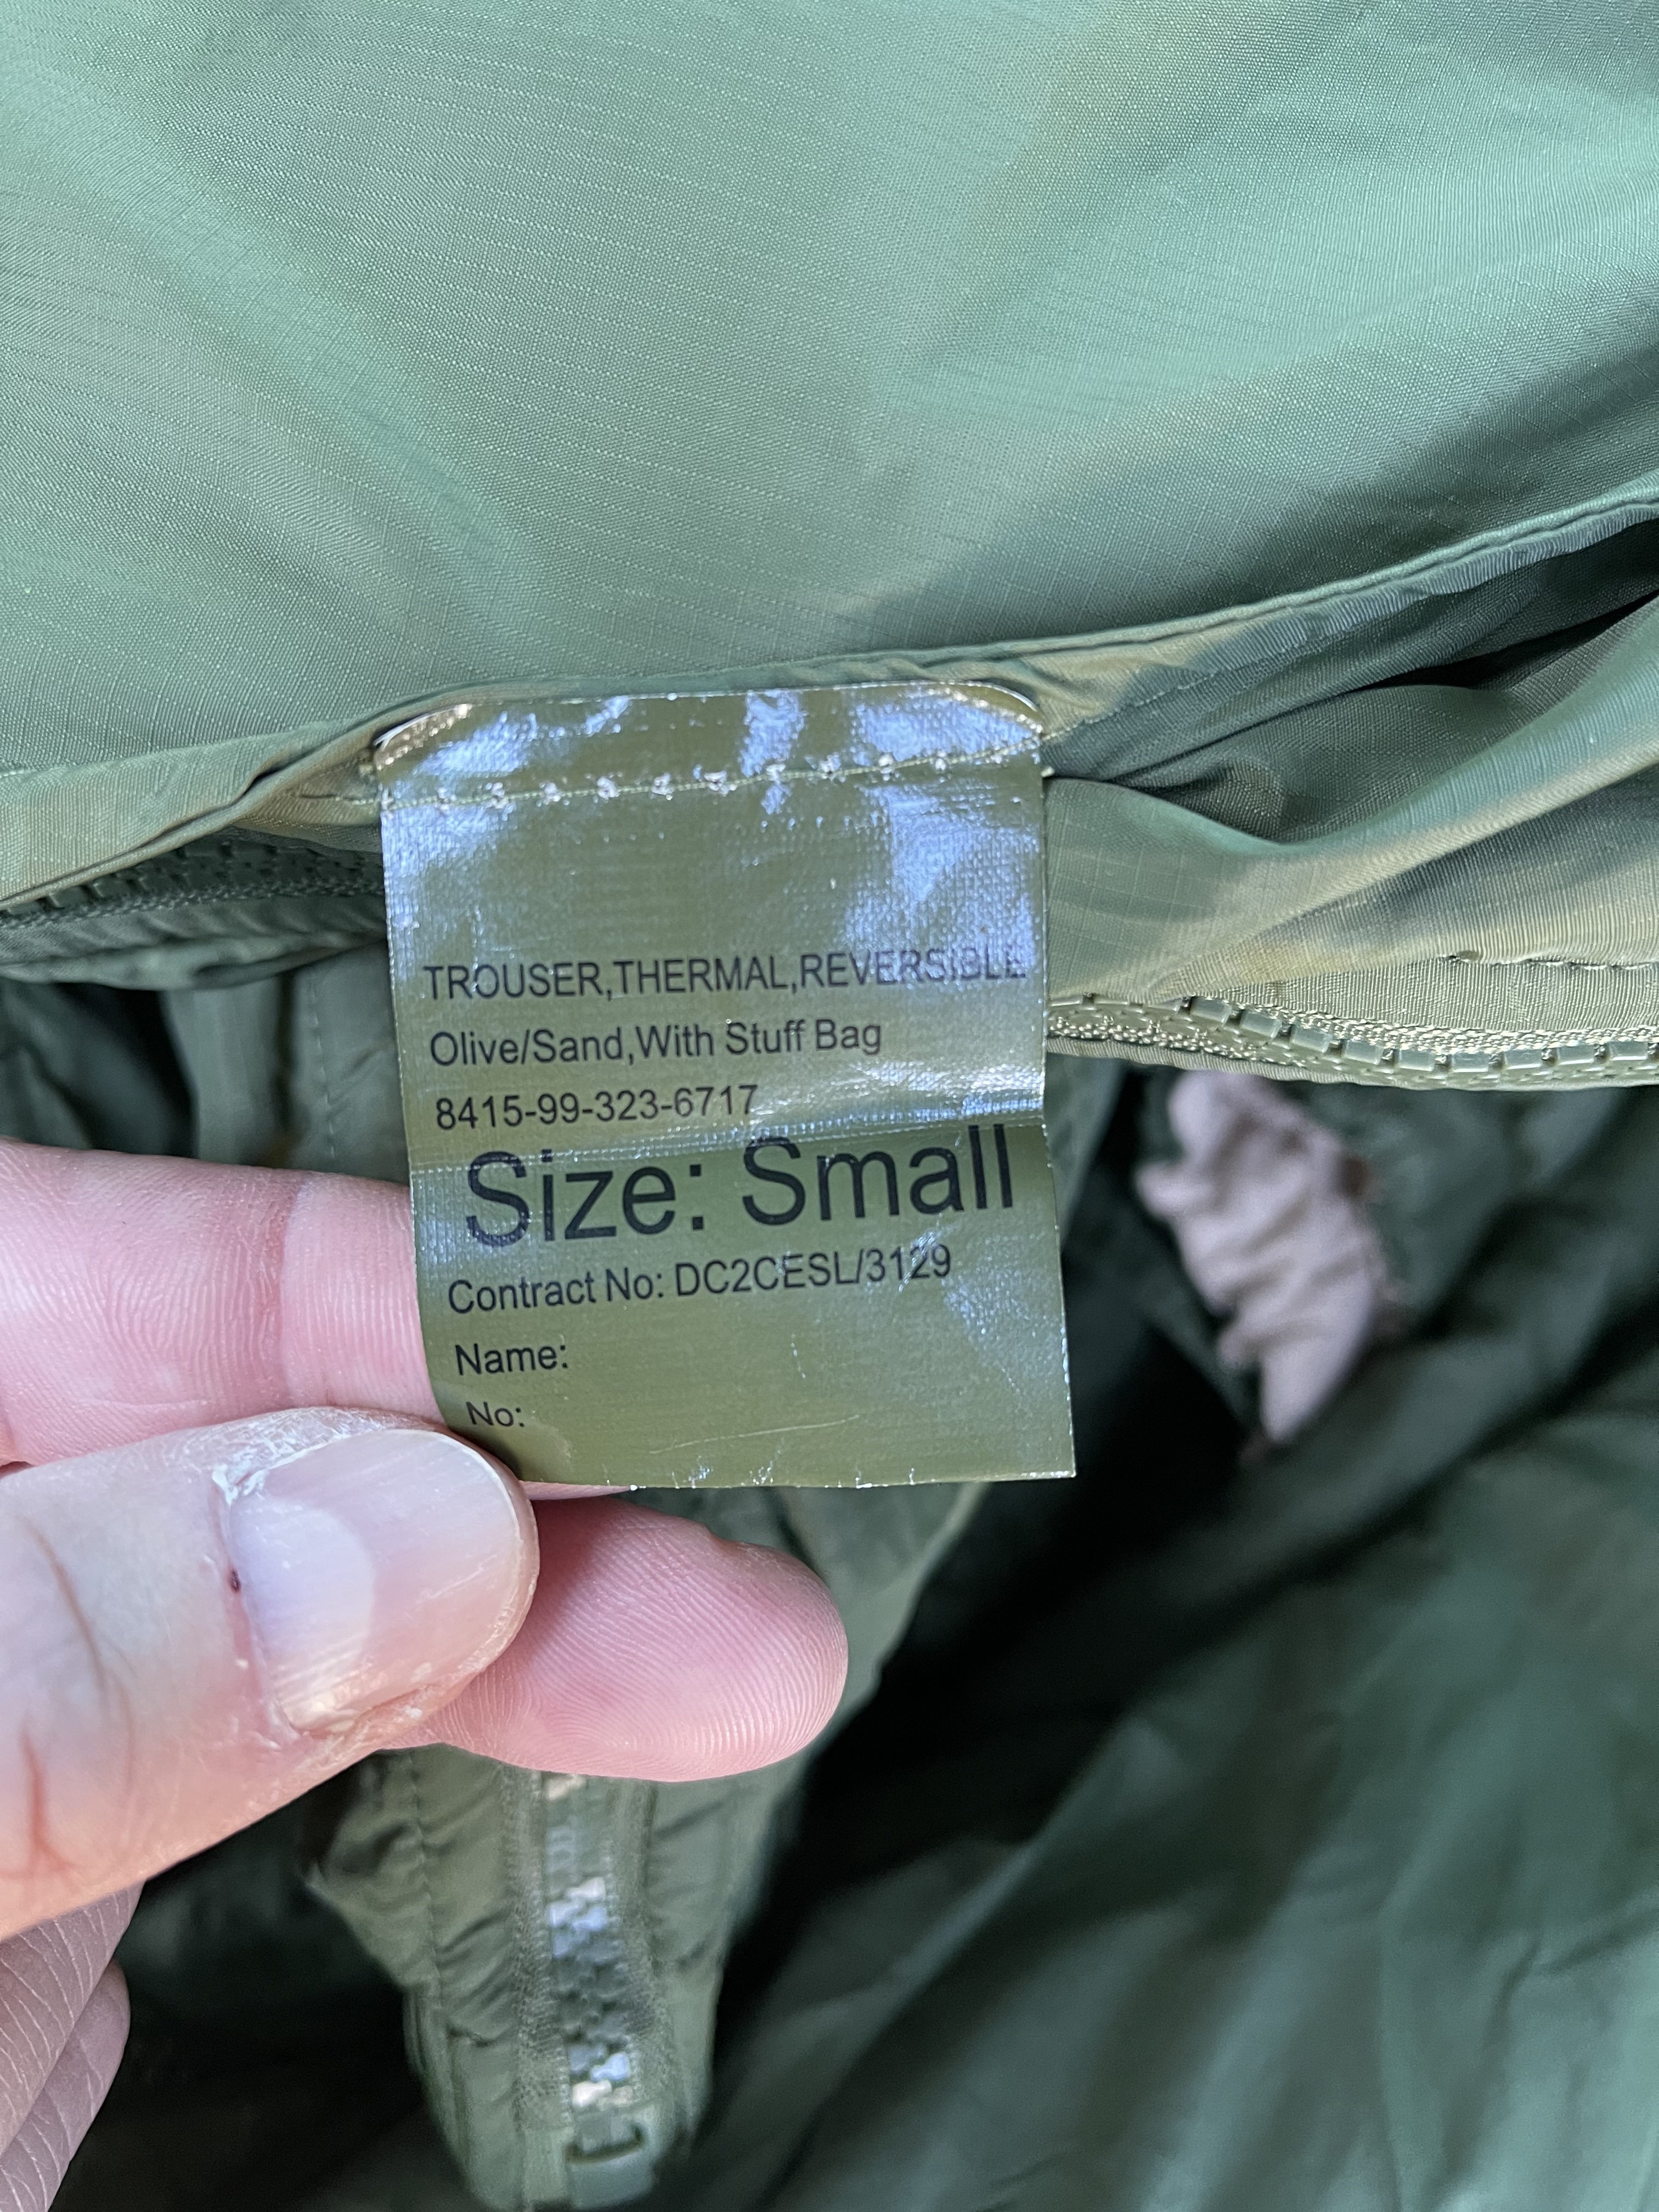 TROUSER,THERMAL,REVERSIBLE
Olive/Sand,With Stuff Bag
8415-99-323-6717
Size: Small
Contract No: DC2CESL/3129
Name:
No: